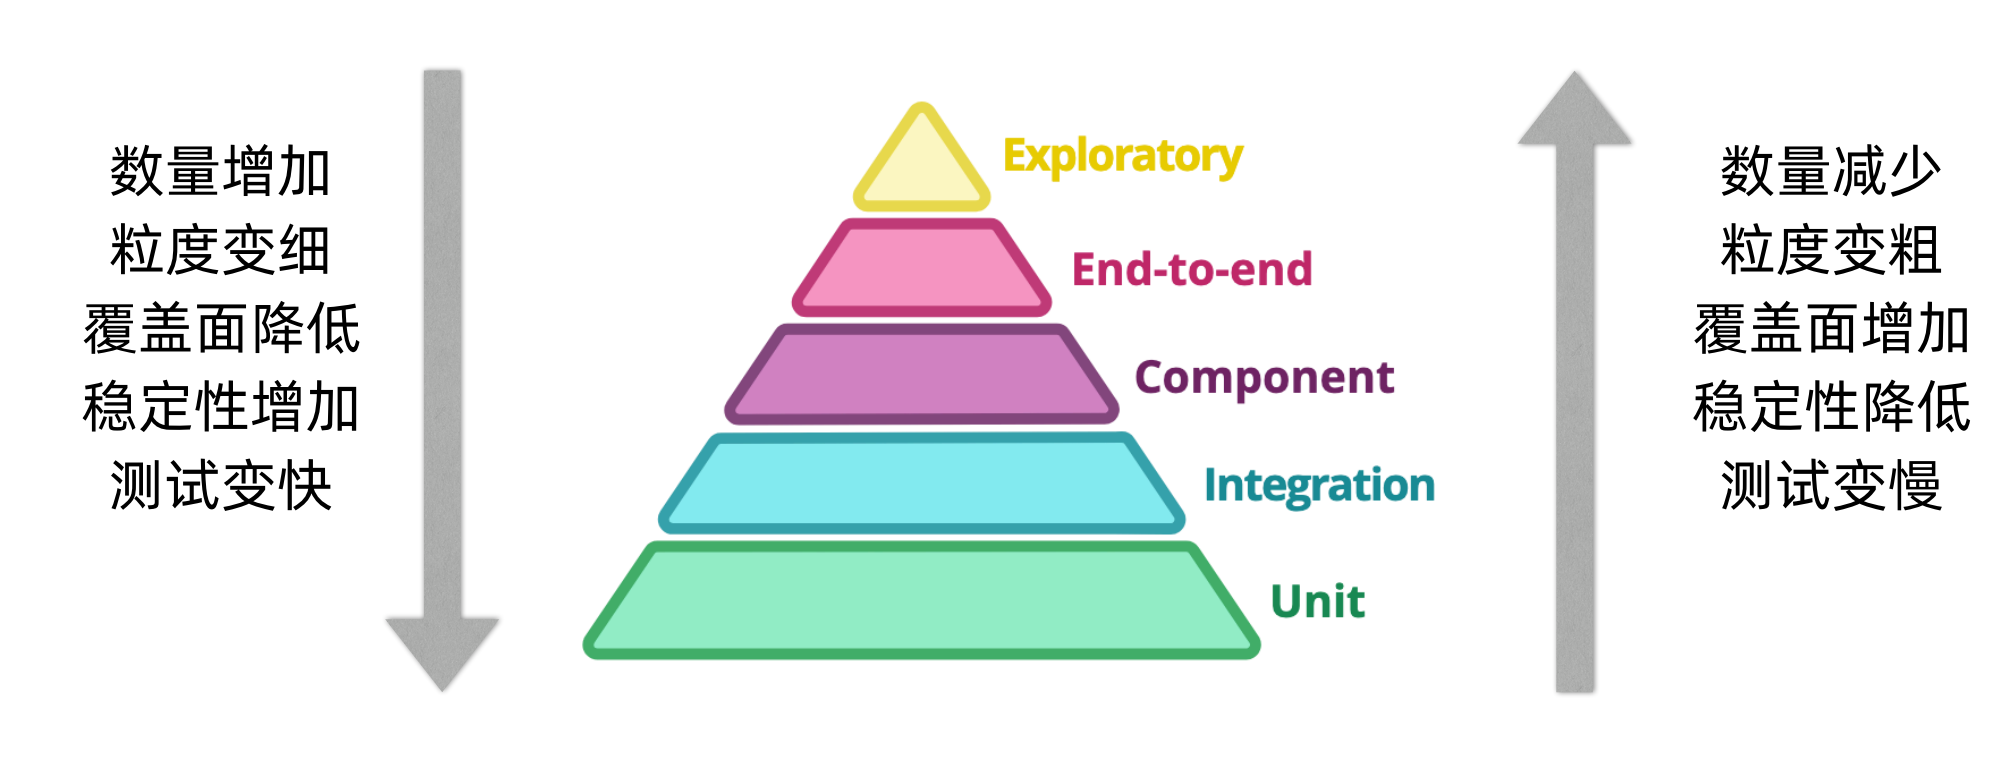 数量增加
粒度变细
覆盖面降低
稳定性增加
测试变快
Exploratory
End-to-end
Component
Integration
Unit
数量减少
粒度变粗
覆盖面增加
稳定性降低
测试变慢